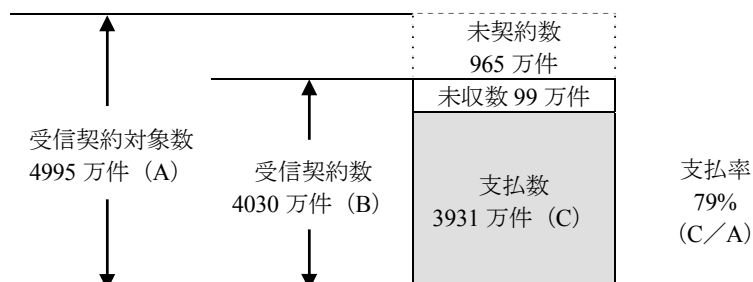 未契約数
965 万件
未収数 99 万件
受信契約対象数
4995 万件（A）
受信契約数
4030 万件（B）
支払数
3931 万件（C）
支払率
79%
（C／A）